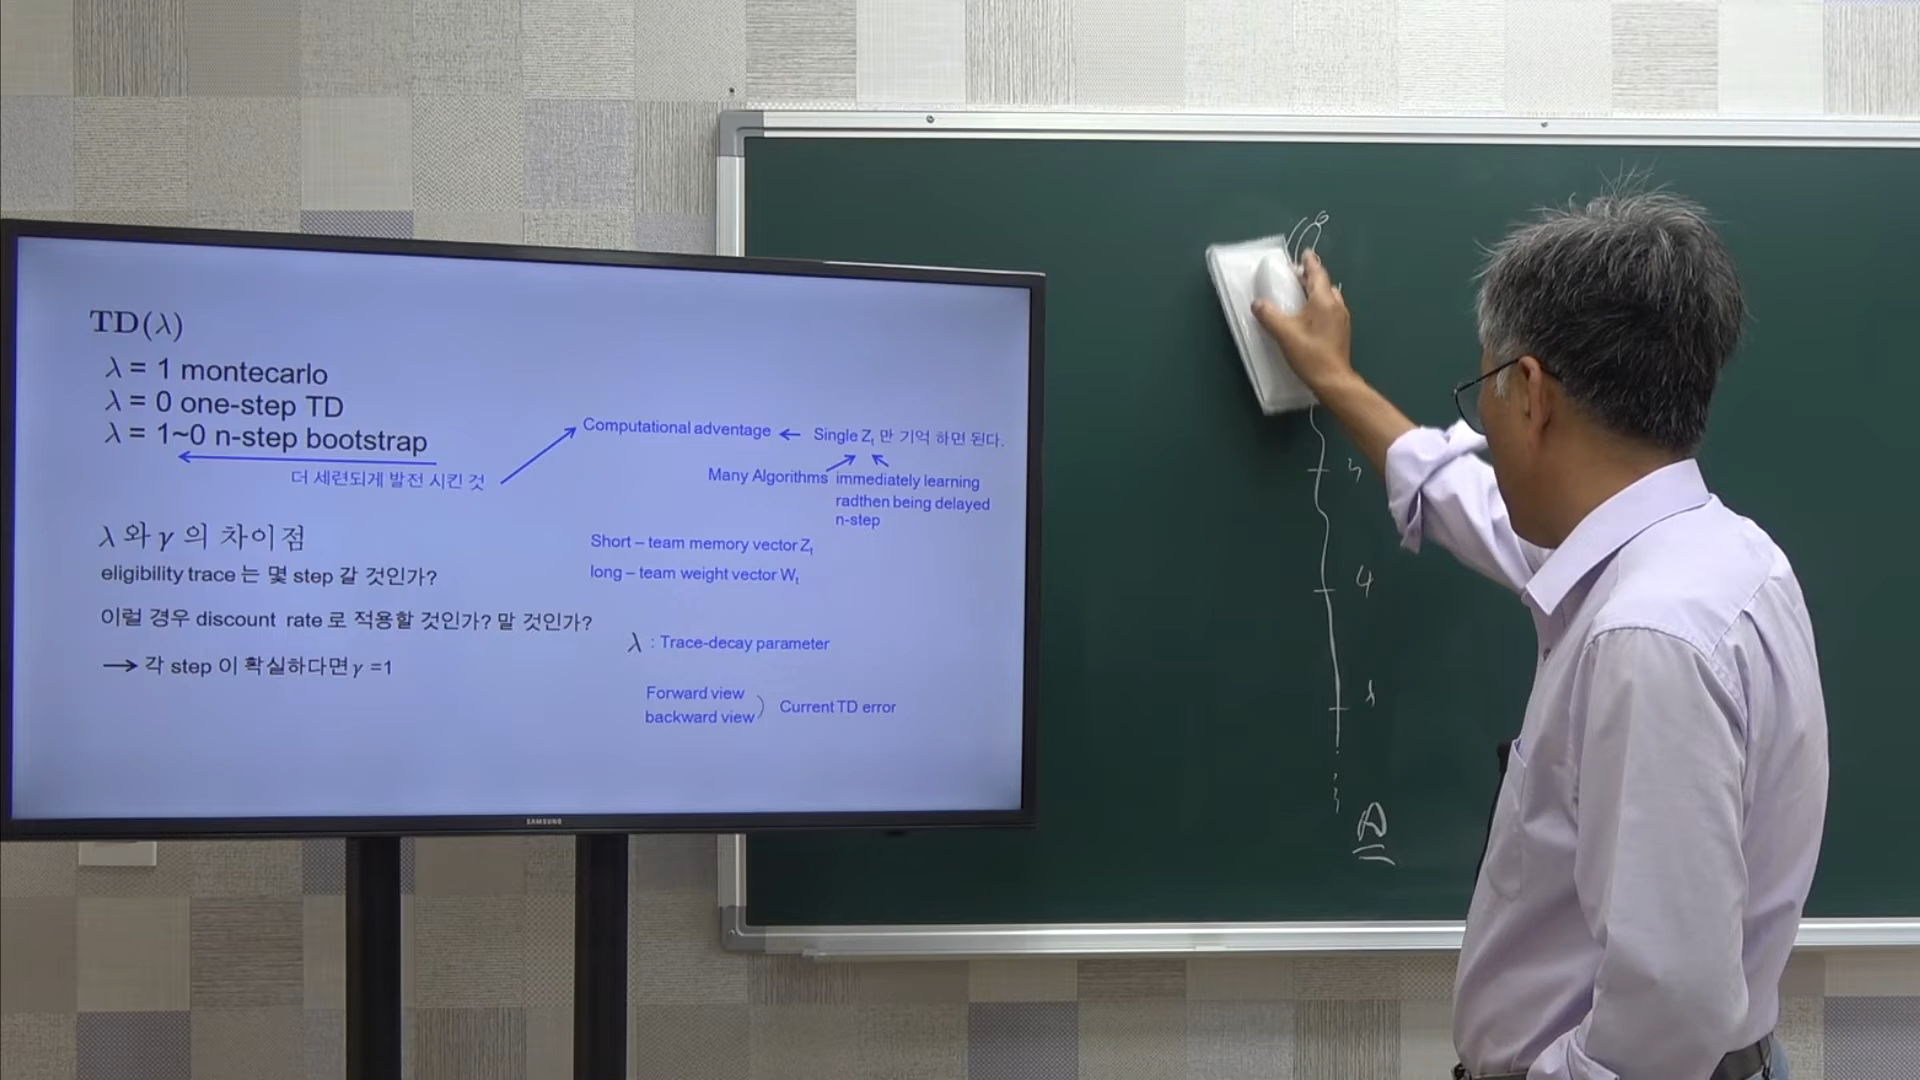 TD(λ)
λ = 1 montecarlo
λ = 0 one-step TD
λ = 1~0 n-step bootstrap
더 세련되게 발전 시킨 것
Computational adventage ← Single Zt 만 기억 하면 된다.
Many Algorithms
immediately learning
radthen being delayed
n-step
λ 와 γ 의 차이점
eligibility trace 는 몇 step 갈 것인가?
이럴 경우 discount rate 로 적용할 것인가? 말 것인가?
→ 각 step 이 확실하다면 γ =1
Short – team memory vector Zt
long – team weight vector Wt
λ : Trace-decay parameter
Forward view
backward view
Current TD error
SAMSUNG
4
A